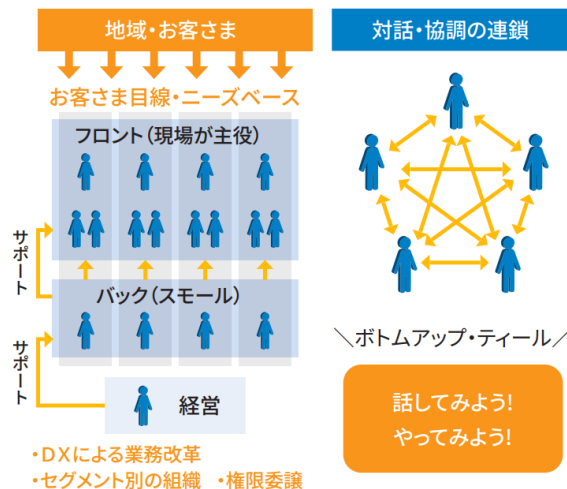 地域・お客さま
お客さま目線・ニーズベース
フロント(現場が主役)
サポート
バック(スモール)
サポート
経営
・DXによる業務改革
・セグメント別の組織 ・権限委譲
対話・協調の連鎖
＼ボトムアップ・ティール／
話してみよう!
やってみよう!